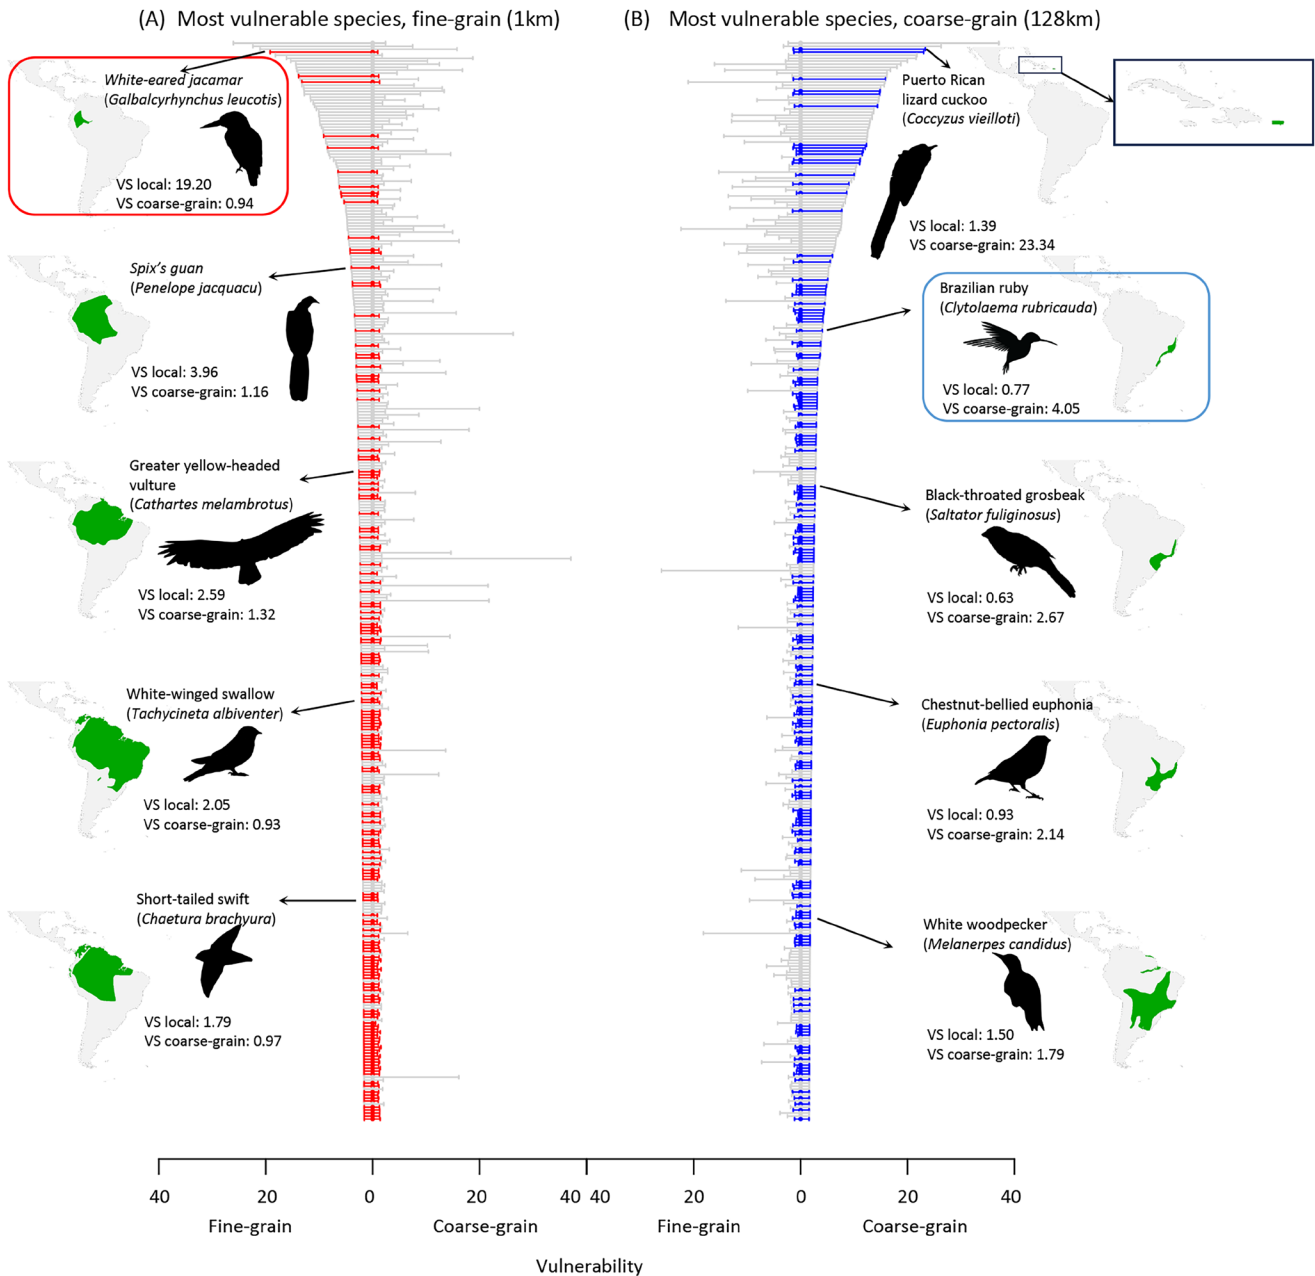 (A) Most vulnerable species, fine-grain (1km)
(B) Most vulnerable species, coarse-grain (128km)
White-eared jacamar
(Galbalcyrhynchus leucotis)
VS local: 19.20
VS coarse-grain: 0.94
Spix's guan
(Penelope jacquacu)
VS local: 3.96
VS coarse-grain: 1.16
Greater yellow-headed
vulture
(Cathartes melambrotus)
VS local: 2.59
VS coarse-grain: 1.32
White-winged swallow
(Tachycineta albiventer)
VS local: 2.05
VS coarse-grain: 0.93
Short-tailed swift
(Chaetura brachyura)
VS local: 1.79
VS coarse-grain: 0.97
Puerto Rican
lizard cuckoo
(Coccyzus vieilloti)
VS local: 1.39
VS coarse-grain: 23.34
Brazilian ruby
(Clytolaema rubricauda)
VS local: 0.77
VS coarse-grain: 4.05
Black-throated grosbeak
(Saltator fuliginosus)
VS local: 0.63
VS coarse-grain: 2.67
Chestnut-bellied euphonia
(Euphonia pectoralis)
VS local: 0.93
VS coarse-grain: 2.14
White woodpecker
(Melanerpes candidus)
VS local: 1.50
VS coarse-grain: 1.79
40 20 0 20 40 40 20 0 20 40
Fine-grain Coarse-grain Fine-grain Coarse-grain
Vulnerability